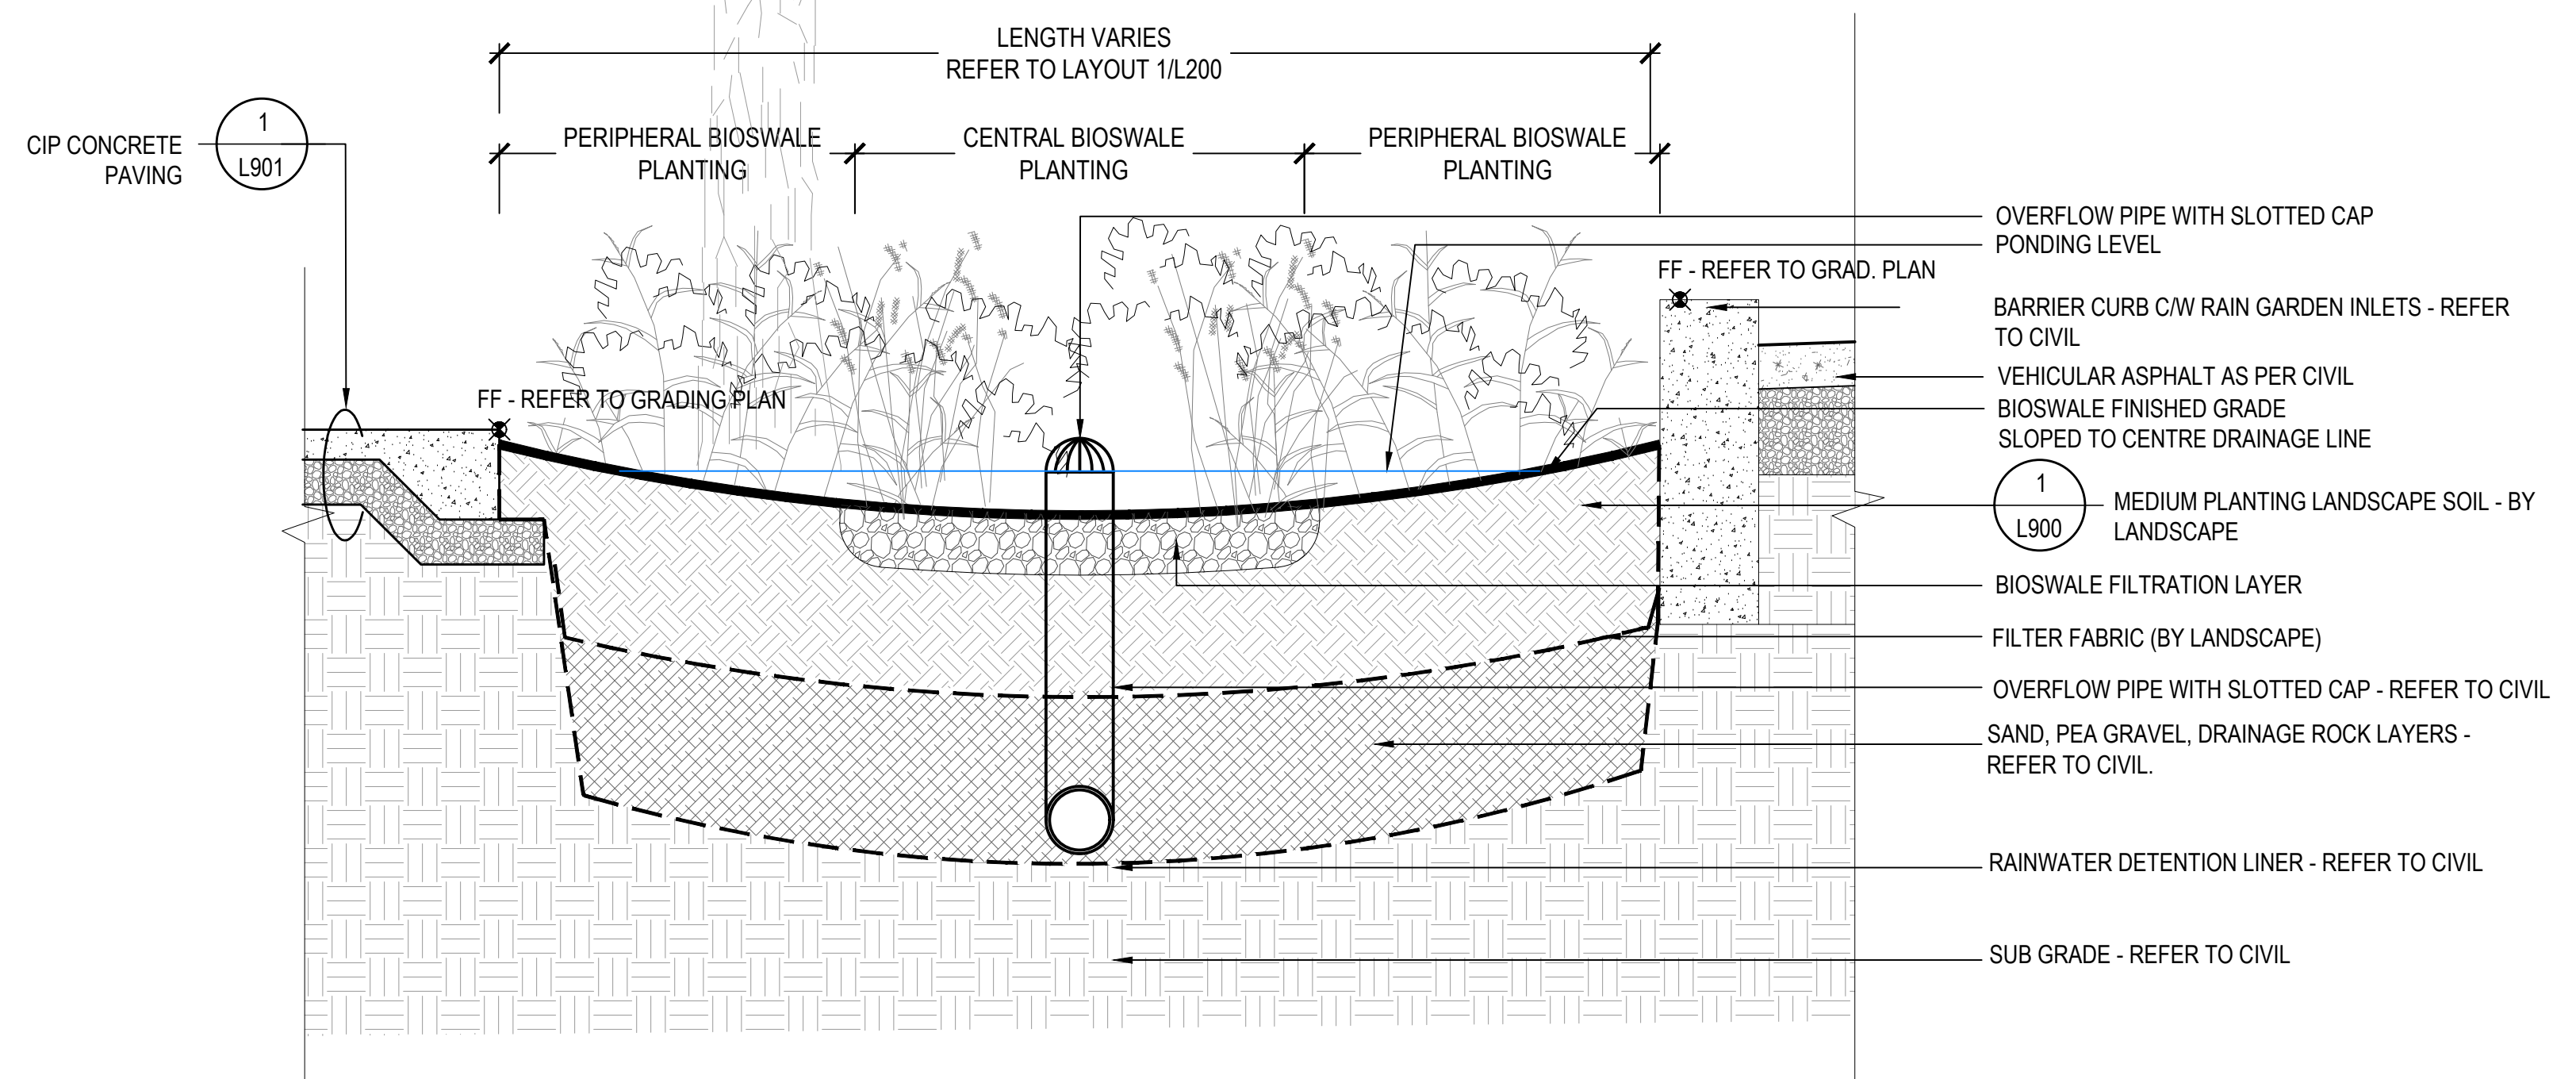 LENGTH VARIES
REFER TO LAYOUT 1/L200
CIP CONCRETE
PAVING
1
L901
PERIPHERAL BIOSWALE
PLANTING
CENTRAL BIOSWALE
PLANTING
PERIPHERAL BIOSWALE
PLANTING
OVERFLOW PIPE WITH SLOTTED CAP
PONDING LEVEL
FF - REFER TO GRAD. PLAN
BARRIER CURB C/W RAIN GARDEN INLETS - REFER
TO CIVIL
VEHICULAR ASPHALT AS PER CIVIL
FF - REFER TO GRADING PLAN
BIOSWALE FINISHED GRADE
SLOPED TO CENTRE DRAINAGE LINE
1
L900
MEDIUM PLANTING LANDSCAPE SOIL - BY
LANDSCAPE
BIOSWALE FILTRATION LAYER
FILTER FABRIC (BY LANDSCAPE)
OVERFLOW PIPE WITH SLOTTED CAP - REFER TO CIVIL
SAND, PEA GRAVEL, DRAINAGE ROCK LAYERS -
REFER TO CIVIL.
RAINWATER DETENTION LINER - REFER TO CIVIL
SUB GRADE - REFER TO CIVIL